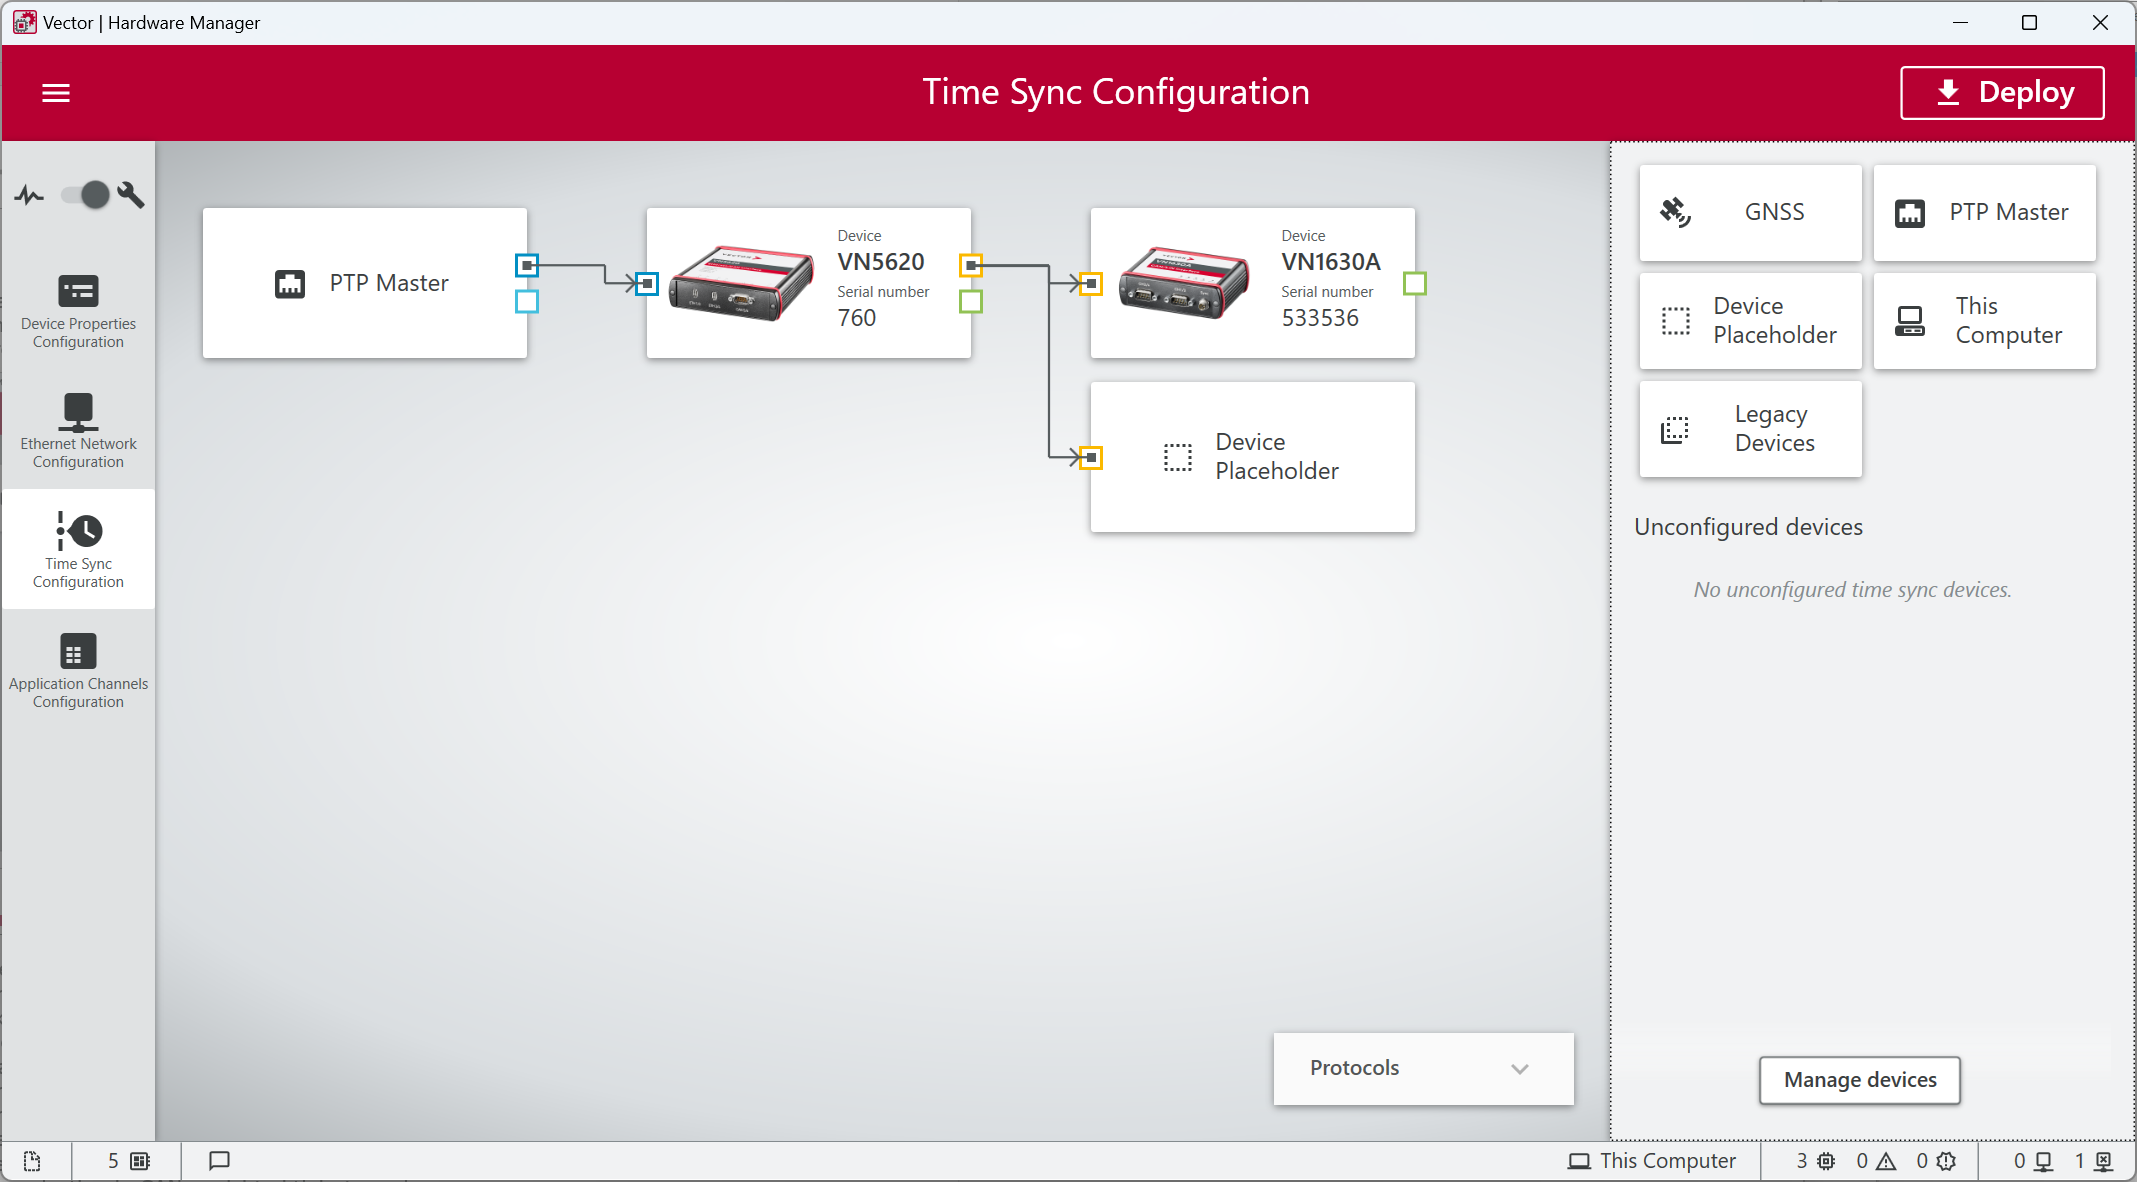 Vector | Hardware Manager
Time Sync Configuration
Deploy
Device Properties
Configuration
Ethernet Network
Configuration
Time Sync
Configuration
Application Channels
Configuration
PTP Master
Device
VN5620
Serial number
760
Device
VN1630A
Serial number
533536
Device
Placeholder
GNSS
PTP Master
Device
Placeholder
This
Computer
Legacy
Devices
Unconfigured devices
No unconfigured time sync devices.
Protocols
Manage devices
5
This Computer
3
0
0
0
1